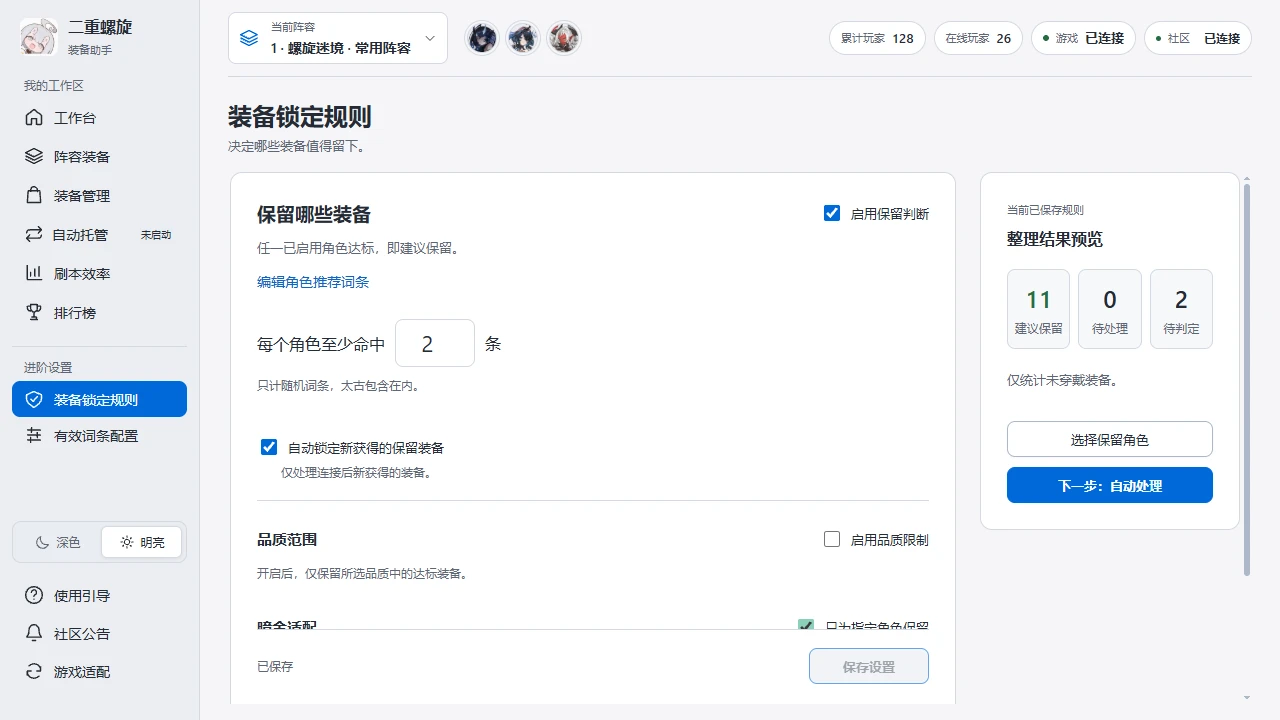 二重螺旋
装备助手
我的工作区
工作台
阵容装备
装备管理
自动托管 未启动
刷本效率
排行榜
进阶设置
装备锁定规则
有效词条配置
深色 明亮
使用引导
社区公告
游戏适配
当前阵容
1 · 螺旋迷境 · 常用阵容
累计玩家 128
在线玩家 26
游戏 已连接
社区 已连接
装备锁定规则
决定哪些装备值得留下。
保留哪些装备
启用保留判断
任一已启用角色达标，即建议保留。
编辑角色推荐词条
每个角色至少命中 2 条
只计随机词条，太古包含在内。
自动锁定新获得的保留装备
仅处理连接后新获得的装备。
品质范围
启用品质限制
开启后，仅保留所选品质中的达标装备。
暗金适配
只为指定角色保留
已保存
保存设置
当前已保存规则
整理结果预览
11 0 2
建议保留 待处理 待判定
仅统计未穿戴装备。
选择保留角色
下一步：自动处理